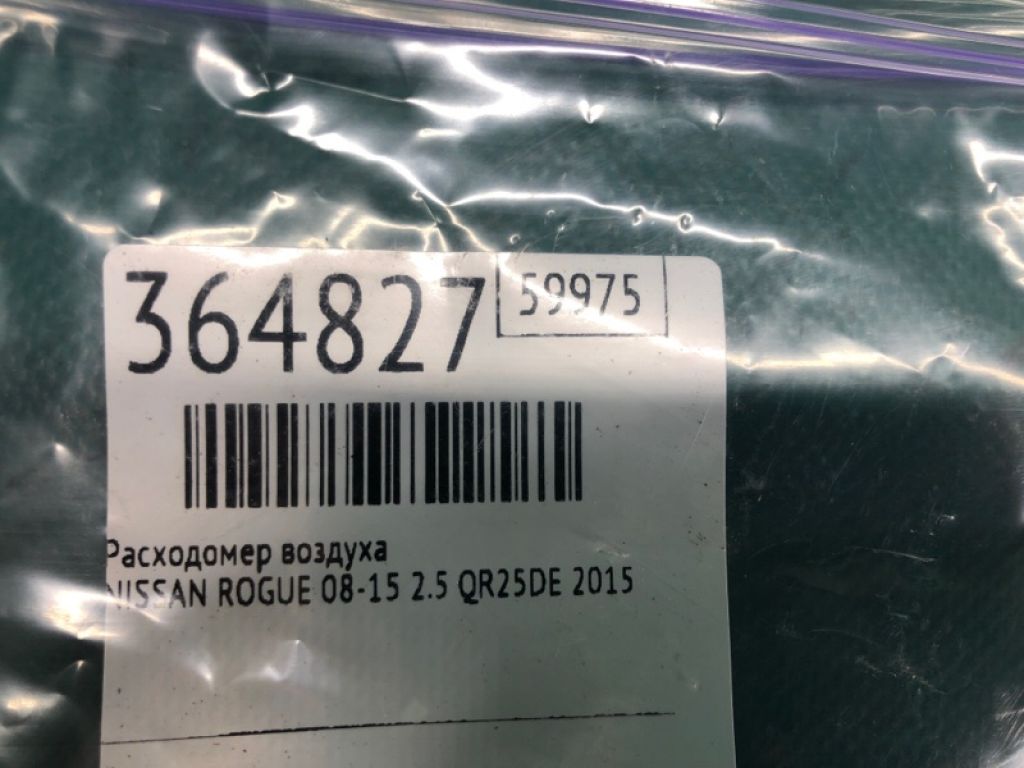 364827
59975
Расходомер воздуха
NISSAN ROGUE 08-15 2.5 QR25DE 2015